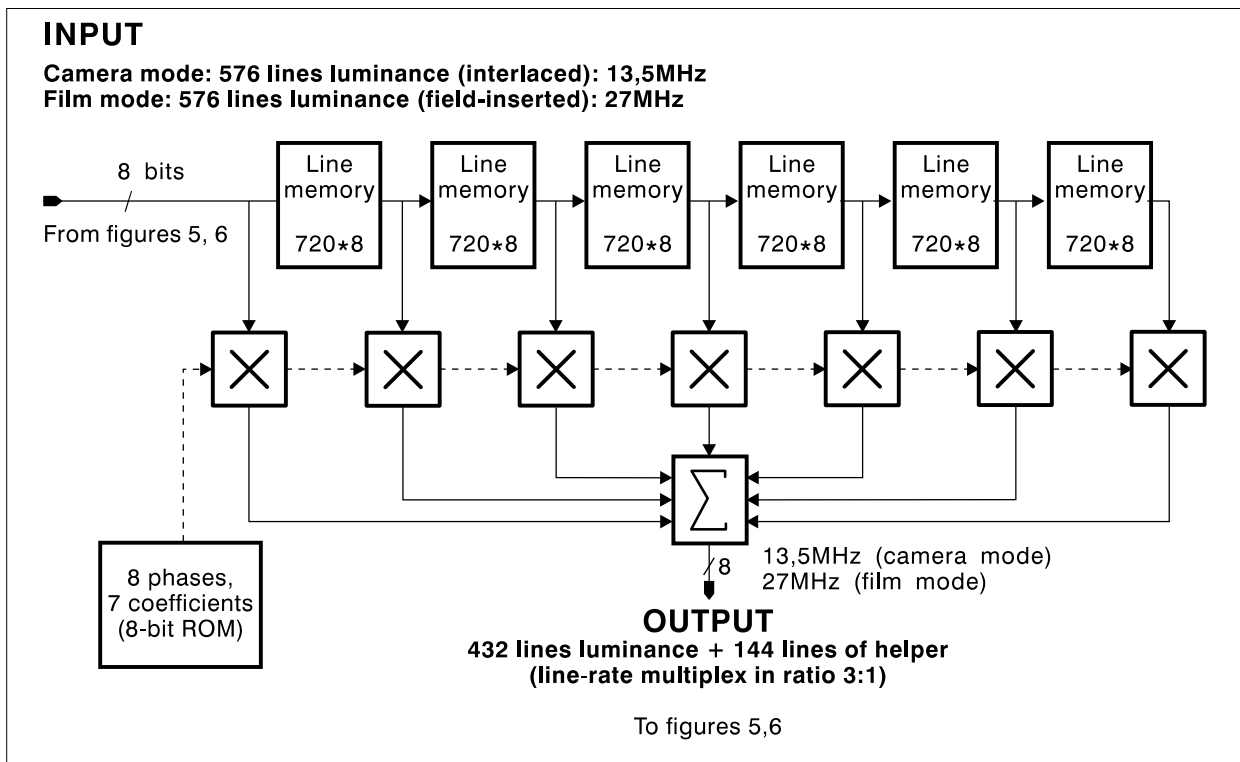 INPUT
Camera mode: 576 lines luminance (interlaced): 13,5MHz
Film mode: 576 lines luminance (field-inserted): 27MHz
8 bits
From figures 5, 6
Line
memory
720*8
Line
memory
720*8
Line
memory
720*8
Line
memory
720*8
Line
memory
720*8
Line
memory
720*8
8 phases,
7 coefficients
(8-bit ROM)
Σ
8
13,5MHz (camera mode)
27MHz (film mode)
OUTPUT
432 lines luminance + 144 lines of helper
(line-rate multiplex in ratio 3:1)
To figures 5,6